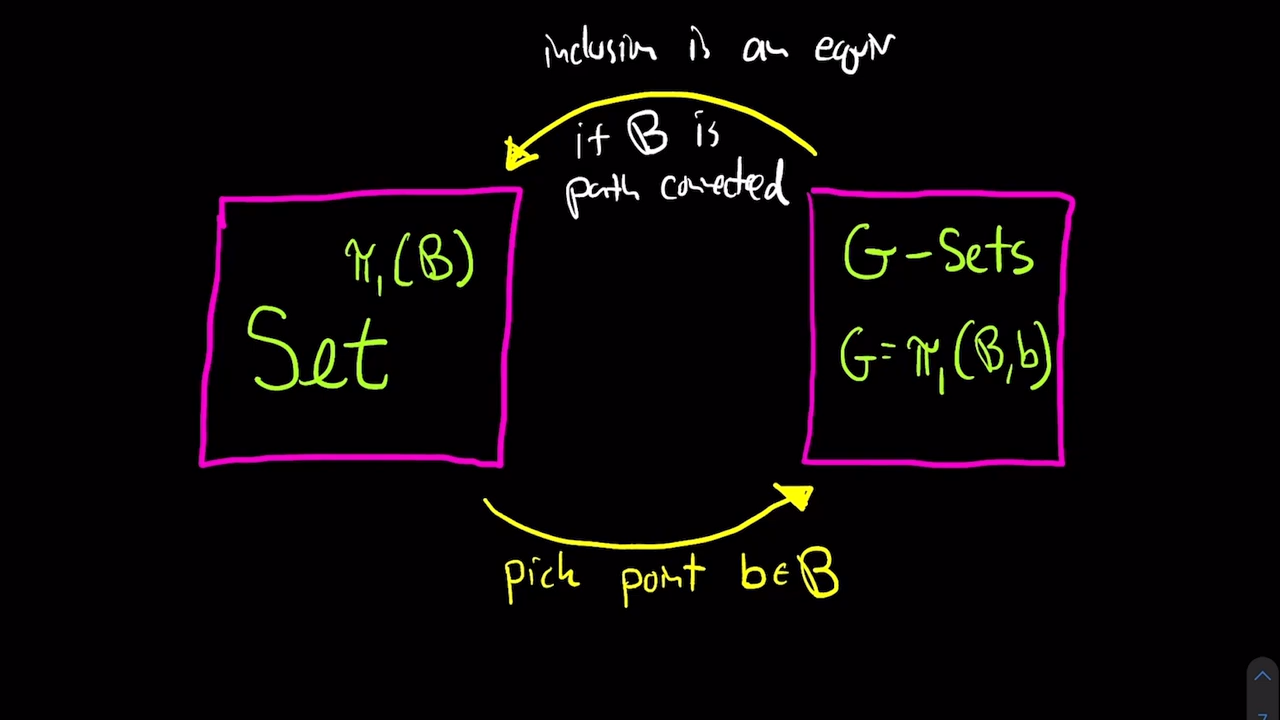 inclusion is an equiv
if B is
path connected
π₁(B)
Set
G-Sets
G=π₁(B,b)
pick point b∈B